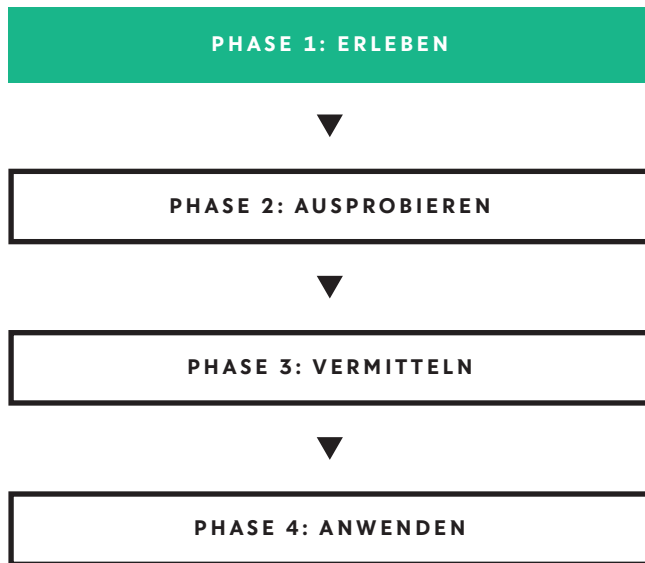 PHASE 1: ERLEBEN
PHASE 2: AUSPROBIEREN
PHASE 3: VERMITTELN
PHASE 4: ANWENDEN